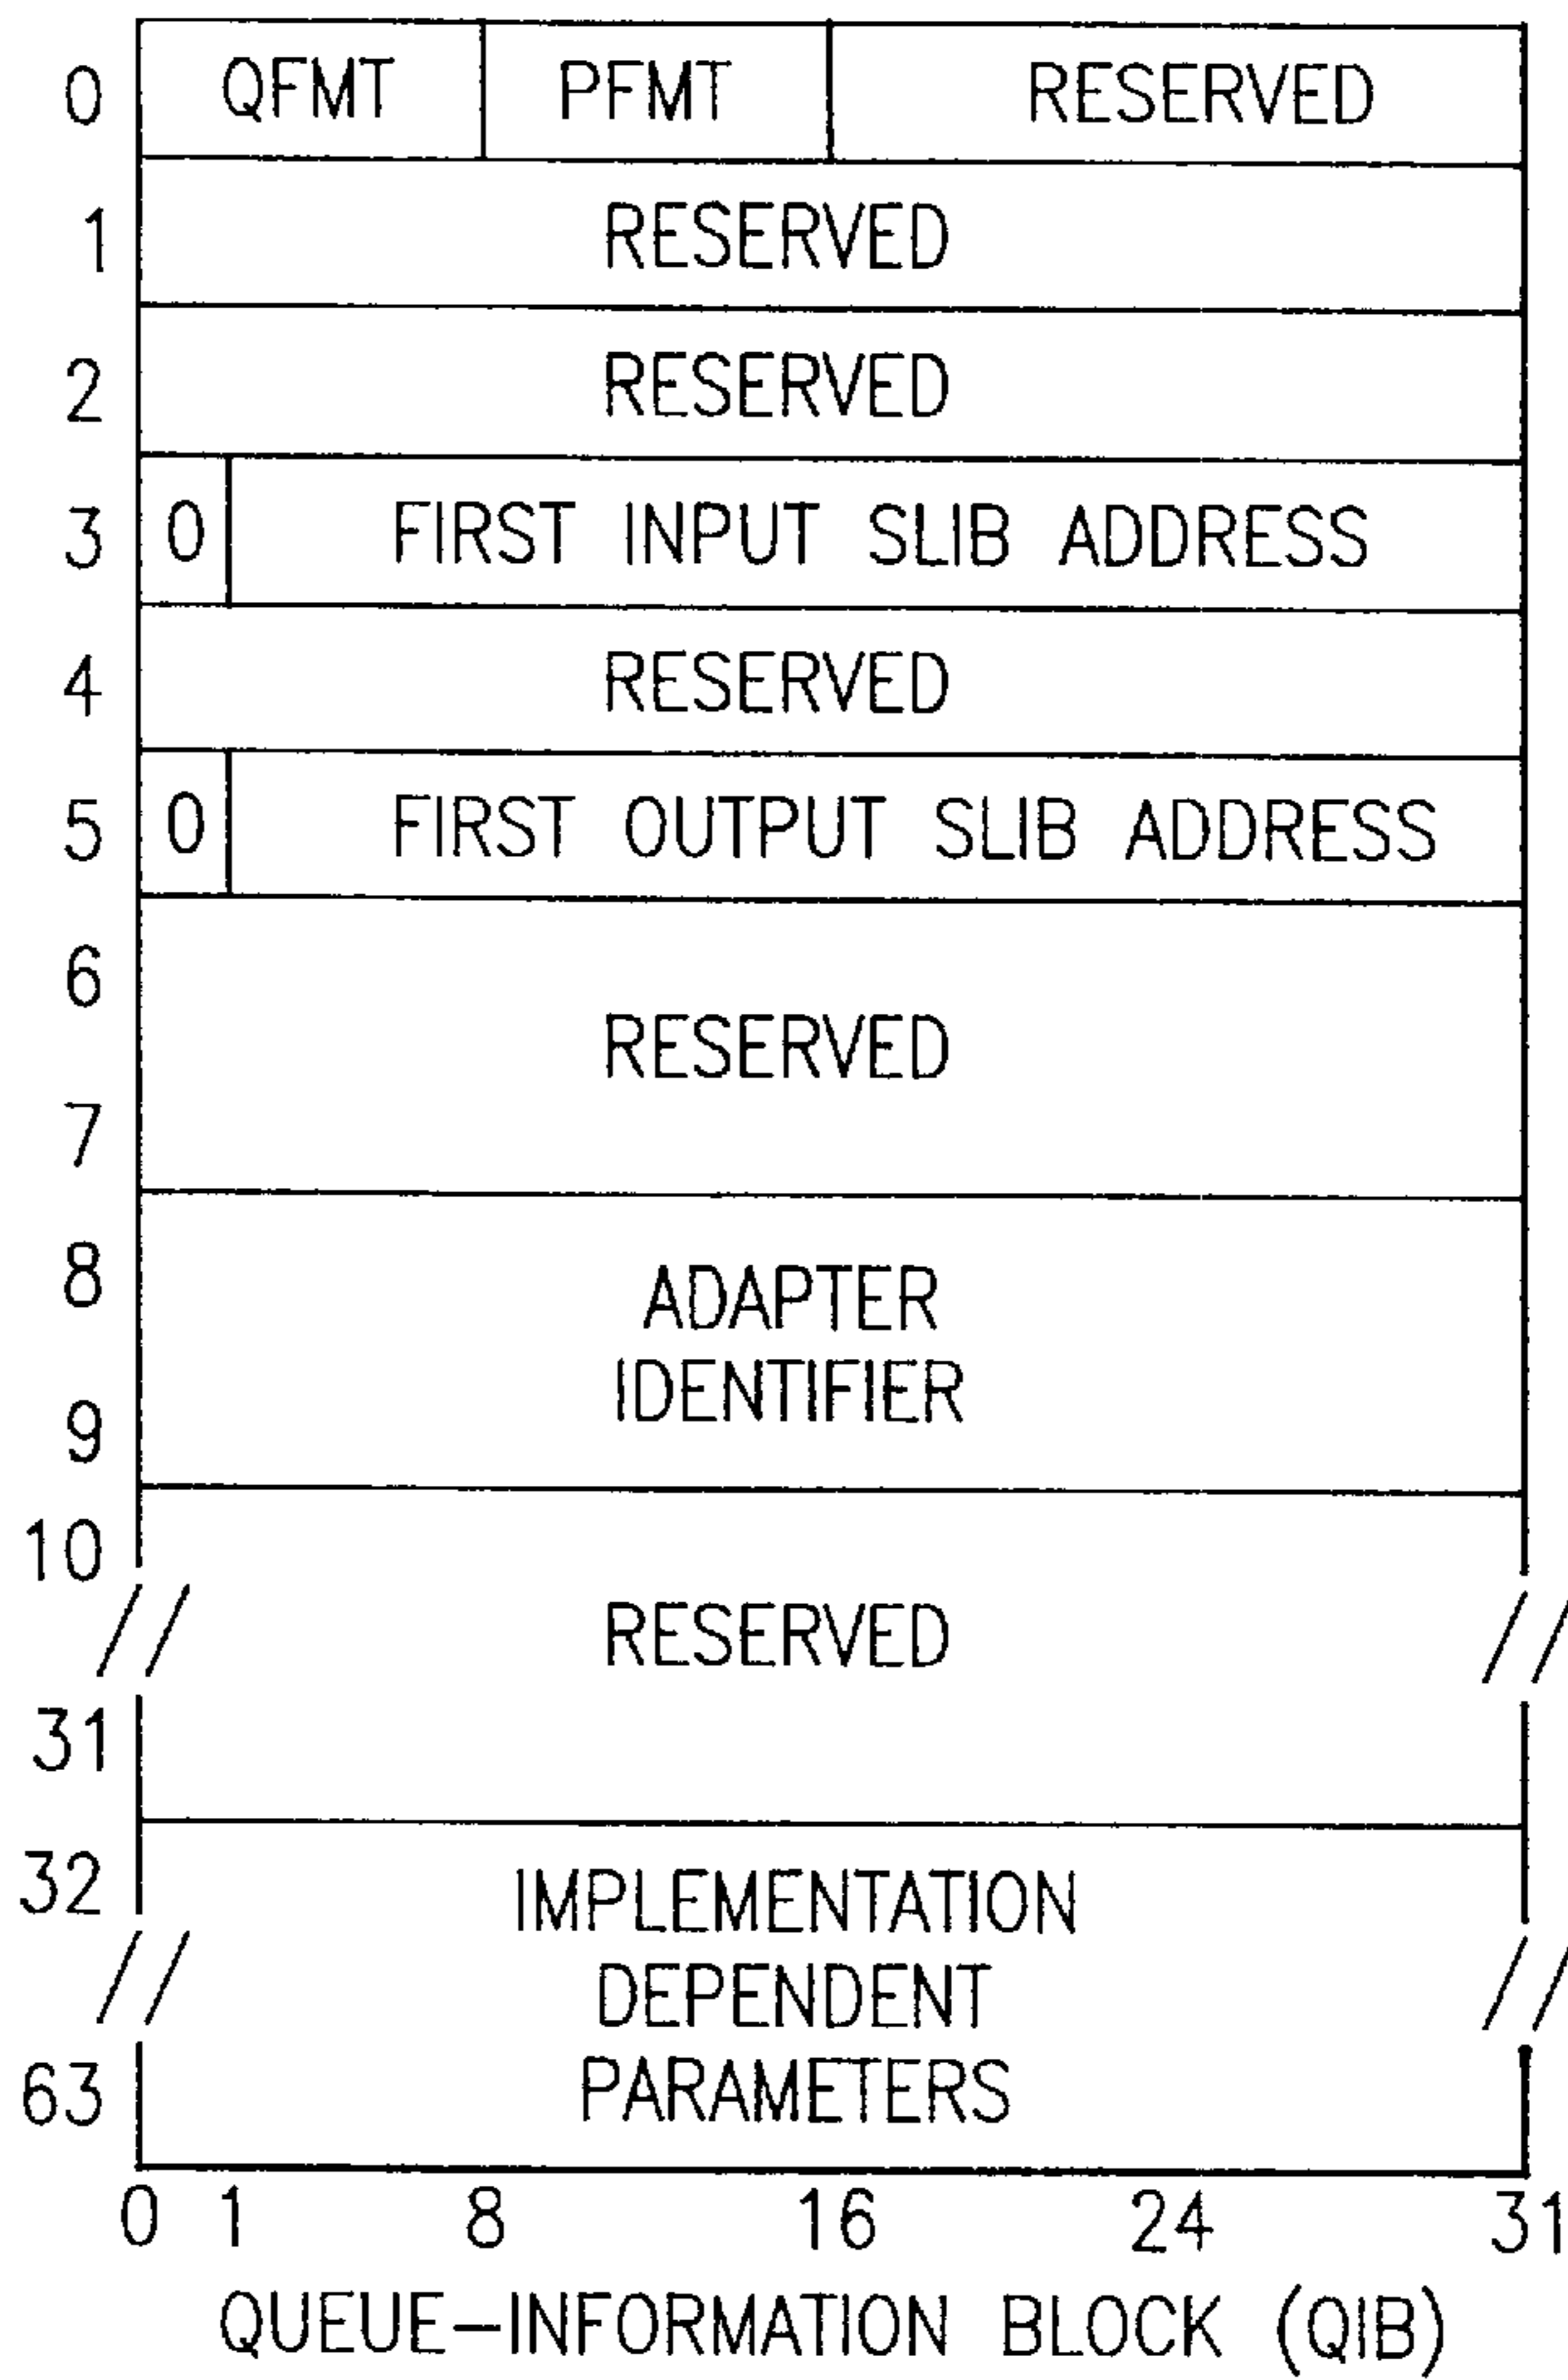 0 QFMT PFMT RESERVED
1 RESERVED
2 RESERVED
3 0 FIRST INPUT SLIB ADDRESS
4 RESERVED
5 0 FIRST OUTPUT SLIB ADDRESS
6
RESERVED
7
8 ADAPTER
IDENTIFIER
9
10
RESERVED
31
32 IMPLEMENTATION
DEPENDENT
63 PARAMETERS
0 1 8 16 24 31
QUEUE-INFORMATION BLOCK (QIB)